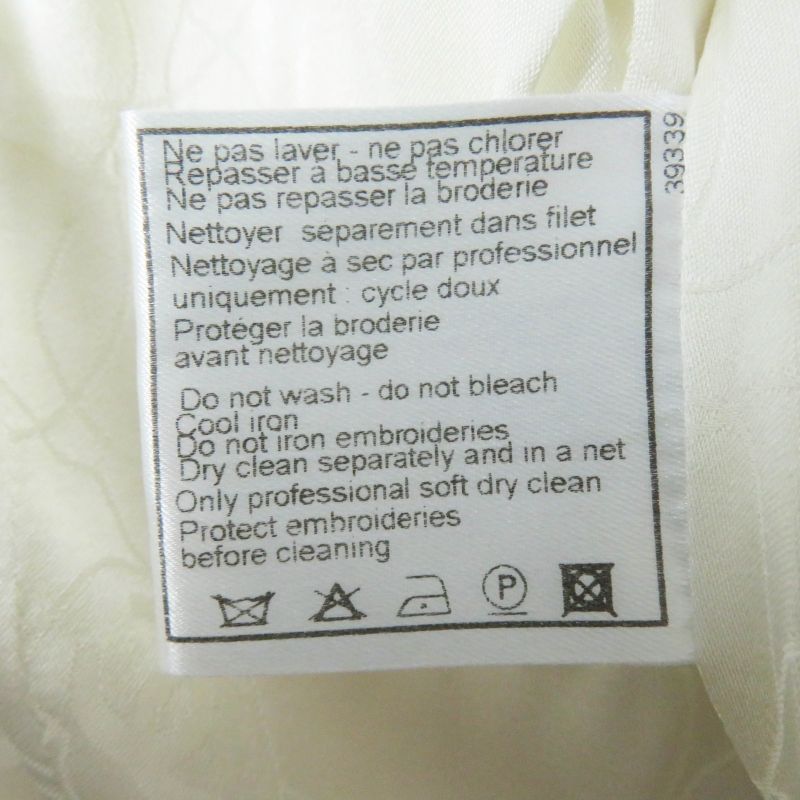 Ne pas laver - ne pas chlorer
Repasser à basse temperature
Ne pas repasser la broderie
Nettoyer separement dans filet
Nettoyage à sec par professionnel
uniquement : cycle doux
Protéger la broderie
avant nettoyage
Do not wash - do not bleach
Cool iron
Do not iron embroideries
Dry clean separately and in a net
Only professional soft dry clean
Protect embroideries
before cleaning
P
39339